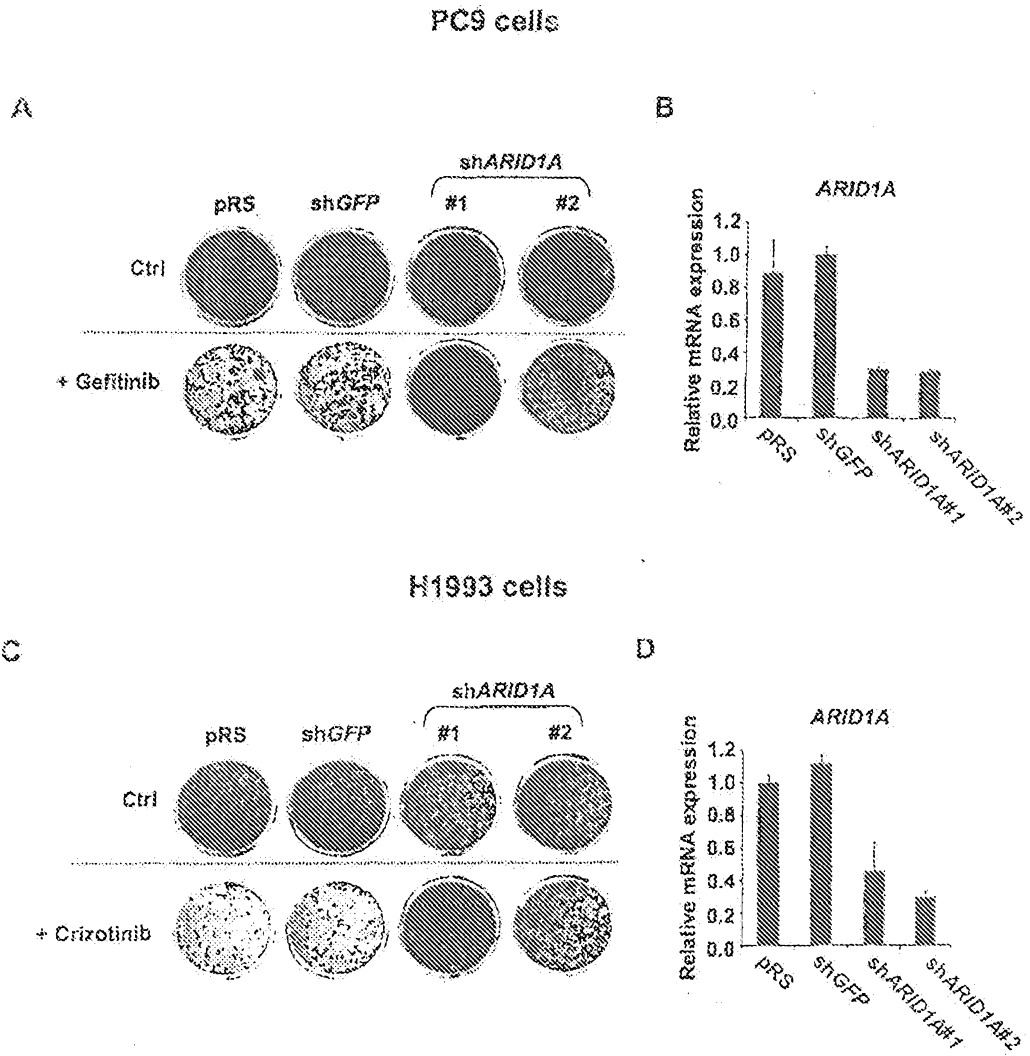 PC9 cells
A
shARID1A
pRS
shGFP
#1
#2
Ctrl
+ Gefitinib
B
ARID1A
Relative mRNA expression
1.2
1.0
0.8
0.6
0.4
0.2
0.0
pRS
shGFP
shARID1A#1
shARID1A#2
H1993 cells
C
shARID1A
pRS
shGFP
#1
#2
Ctrl
+ Crizotinib
D
ARID1A
Relative mRNA expression
1.2
1.0
0.8
0.6
0.4
0.2
0.0
pRS
shGFP
shARID1A#1
shARID1A#2